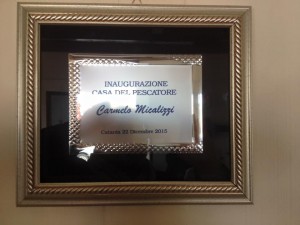 INAUGURAZIONE
CASA DEL PESCATORE
Carmelo Micalizzi
Catania 20 Dicembre 2015